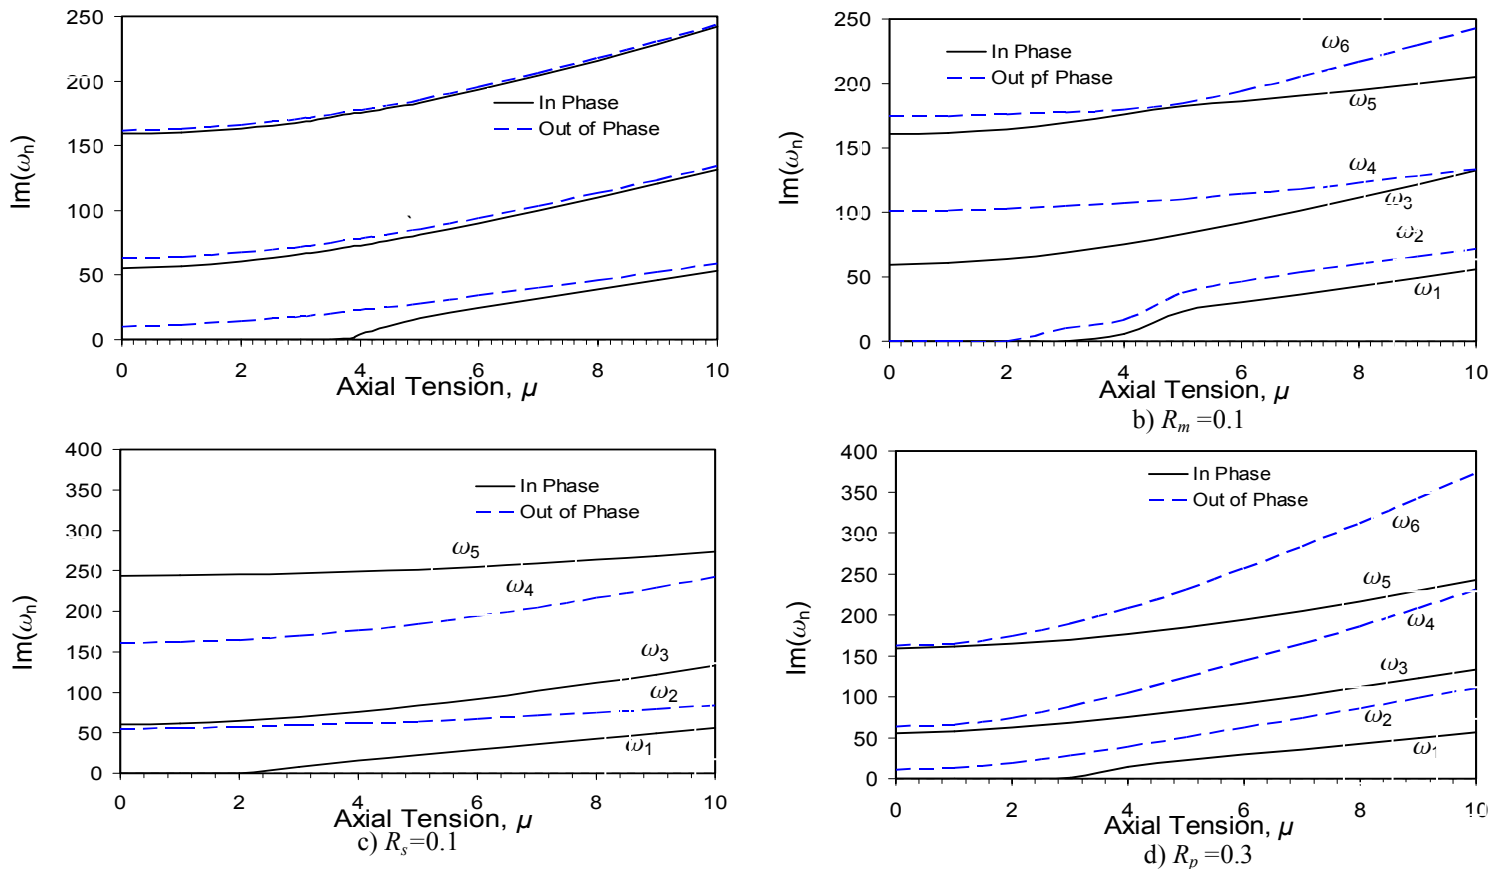 250
200
150
100
50
0
Im(ωn)
In Phase
Out of Phase
0 2 4 6 8 10
Axial Tension, μ
250
200
150
100
50
0
Im(ωn)
In Phase
Out pf Phase
ω6
ω5
ω4
ω3
ω2
ω1
0 2 4 6 8 10
Axial Tension, μ
b) Rm =0.1
400
350
300
250
200
150
100
50
0
Im(ωn)
In Phase
Out of Phase
ω5
ω4
ω3
ω2
ω1
0 2 4 6 8 10
Axial Tension, μ
c) Rs=0.1
400
350
300
250
200
150
100
50
0
Im(ωn)
In Phase
Out of Phase
ω6
ω5
ω4
ω3
ω2
ω1
0 2 4 6 8 10
Axial Tension, μ
d) Rp =0.3